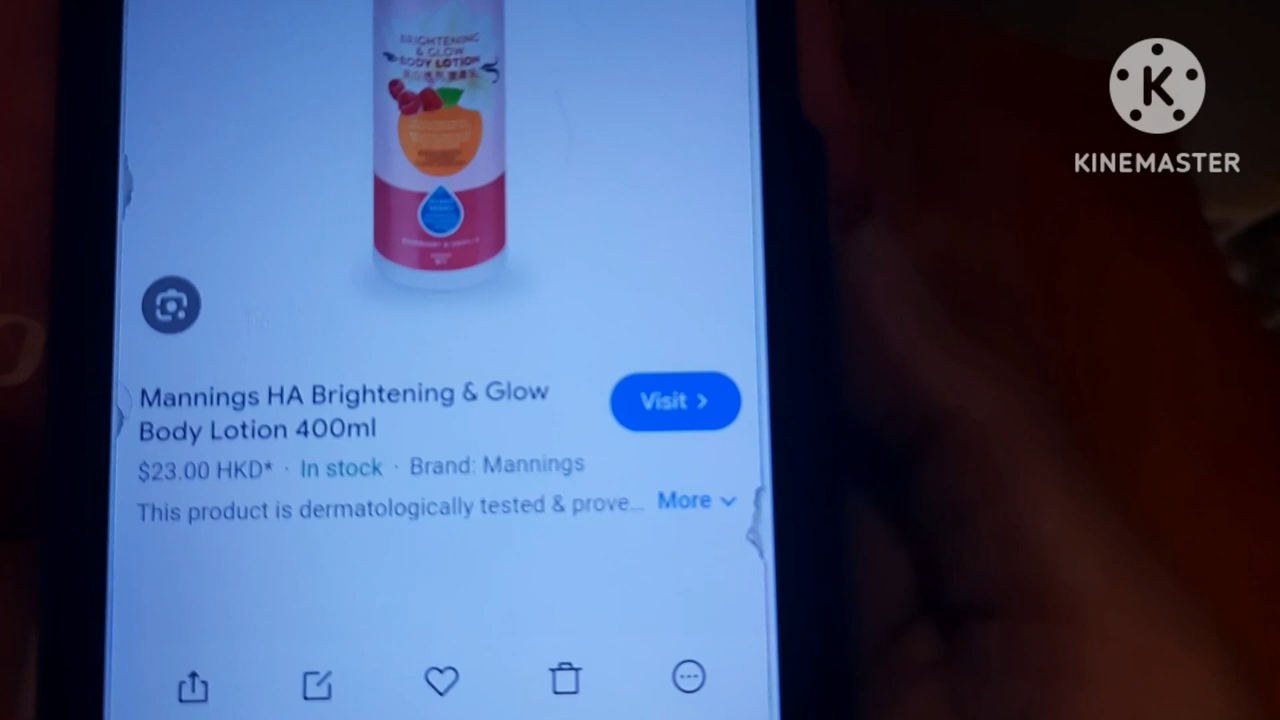 BRIGHTENING
& GLOW
BODY LOTION
K
KINEMASTER
Mannings HA Brightening & Glow
Body Lotion 400ml
Visit >
$23.00 HKD* · In stock · Brand: Mannings
This product is dermatologically tested & prove... More